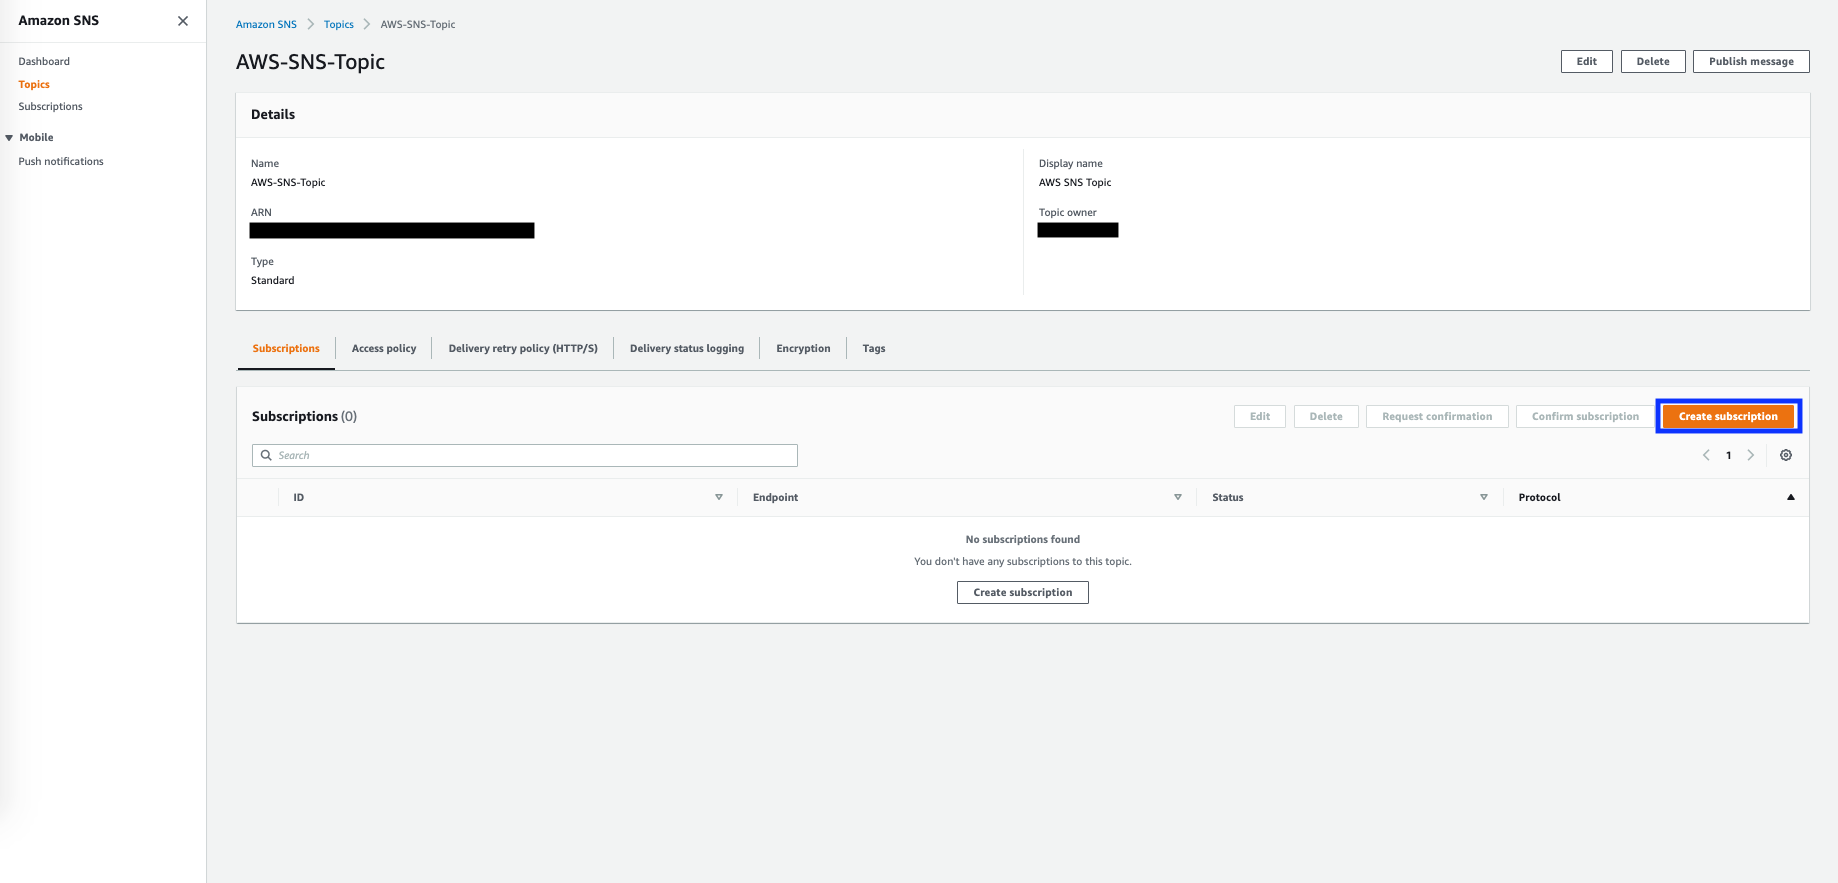 Amazon SNS
Dashboard
Topics
Subscriptions
Mobile
Push notifications
Amazon SNS Topics AWS-SNS-Topic
AWS-SNS-Topic
Edit Delete Publish message
Details
Name
AWS-SNS-Topic
ARN
Type
Standard
Display name
AWS SNS Topic
Topic owner
Subscriptions Access policy Delivery retry policy (HTTP/S) Delivery status logging Encryption Tags
Subscriptions (0)
Edit Delete Request confirmation Confirm subscription Create subscription
Search
1
ID Endpoint Status Protocol
No subscriptions found
You don't have any subscriptions to this topic.
Create subscription